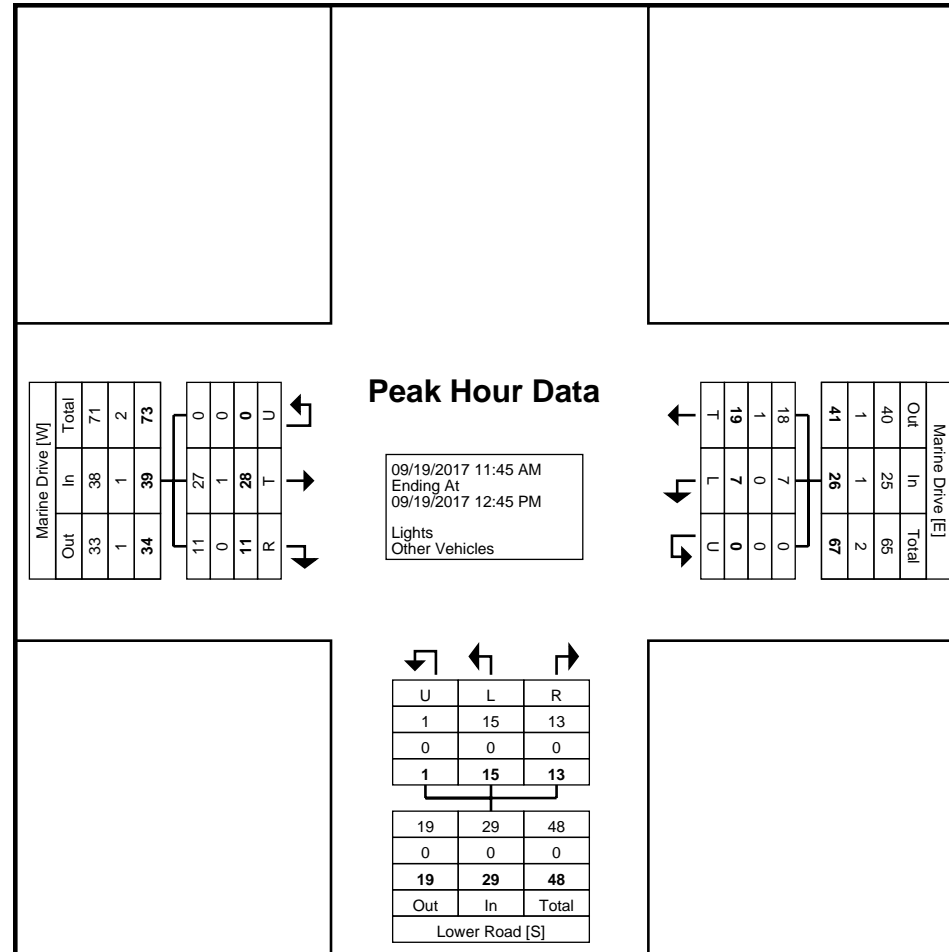 Peak Hour Data
09/19/2017 11:45 AM
Ending At
09/19/2017 12:45 PM
Lights
Other Vehicles
Marine Drive [W]
Total In Out
71 38 33
2 1 1
73 39 34
0 27 11
0 1 0
0 28 11
U T R
Marine Drive [E]
Out In Total
40 25 65
1 1 2
41 26 67
18 7 0
1 0 0
19 7 0
T L U
U L R
1 15 13
0 0 0
1 15 13
19 29 48
0 0 0
19 29 48
Out In Total
Lower Road [S]